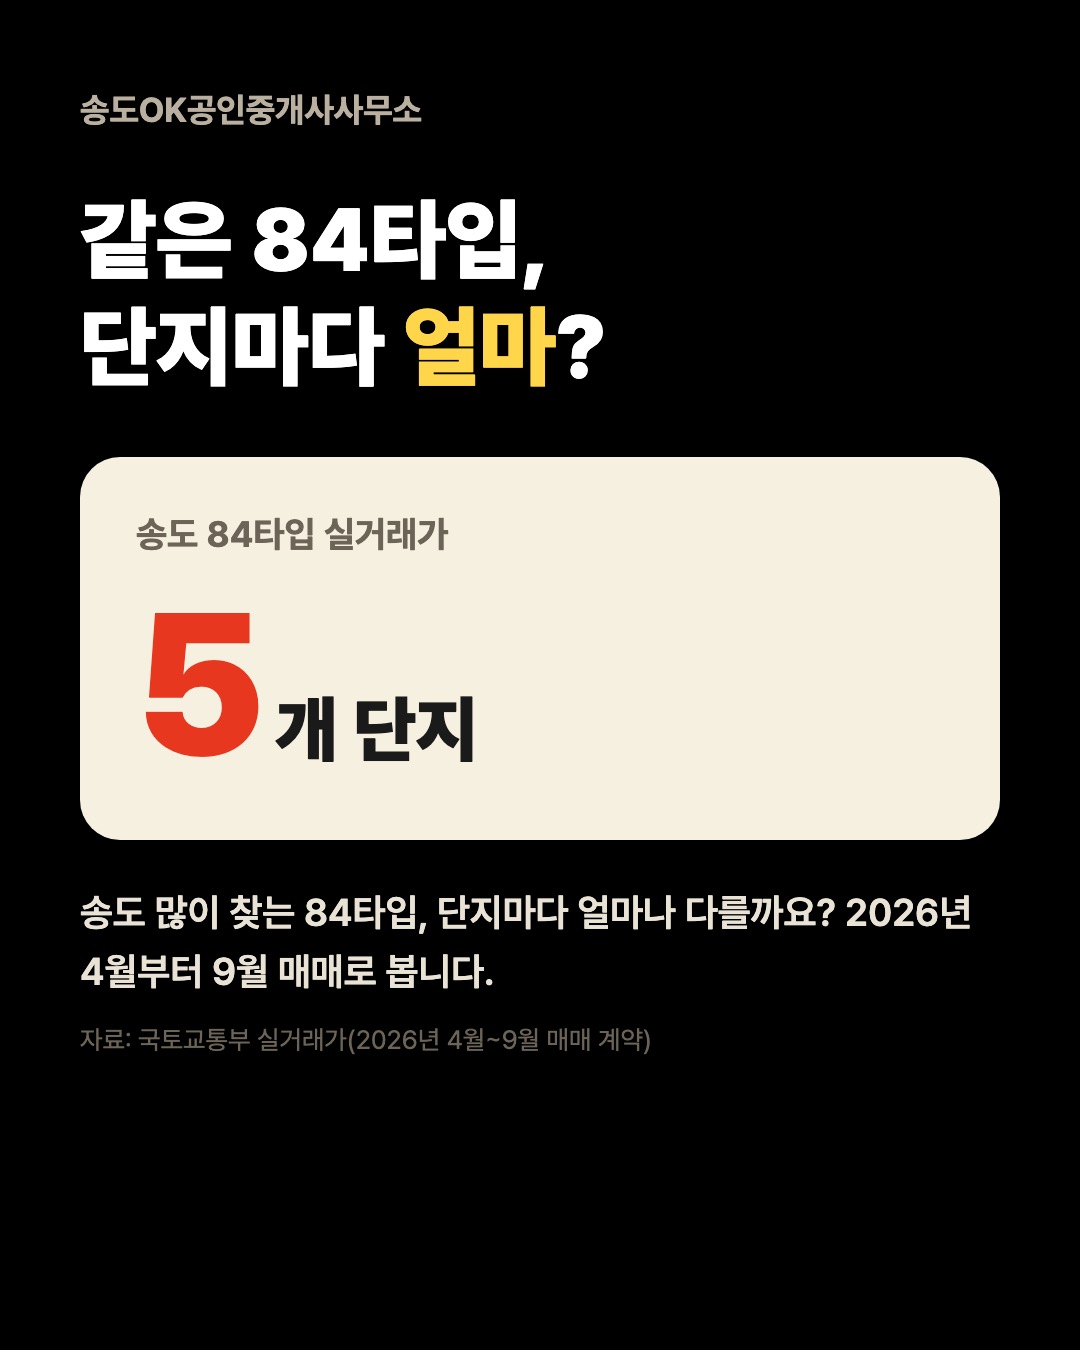 송도OK공인중개사사무소
같은 84타입,
단지마다 얼마?
송도 84타입 실거래가
5개 단지
송도 많이 찾는 84타입, 단지마다 얼마나 다를까요? 2026년
4월부터 9월 매매로 봅니다.
자료: 국토교통부 실거래가(2026년 4월~9월 매매 계약)